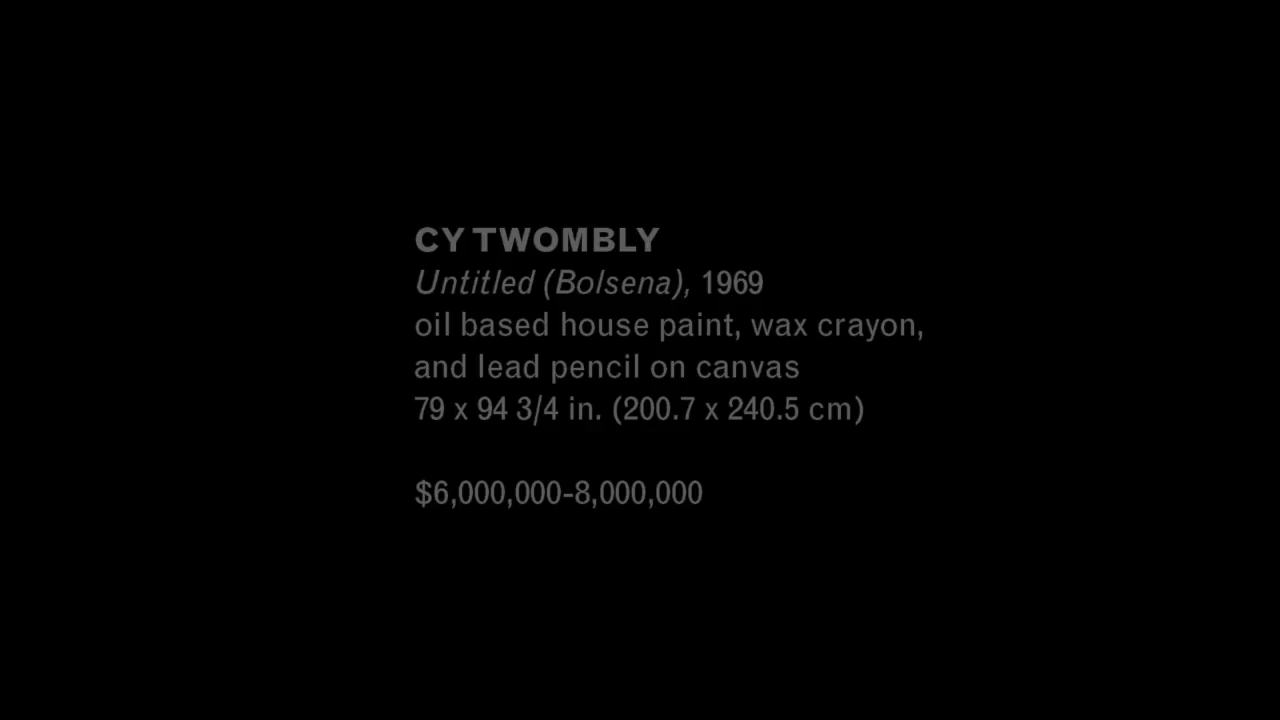 CY TWOMBLY
Untitled (Bolsena), 1969
oil based house paint, wax crayon,
and lead pencil on canvas
79 x 94 3/4 in. (200.7 x 240.5 cm)
$6,000,000-8,000,000